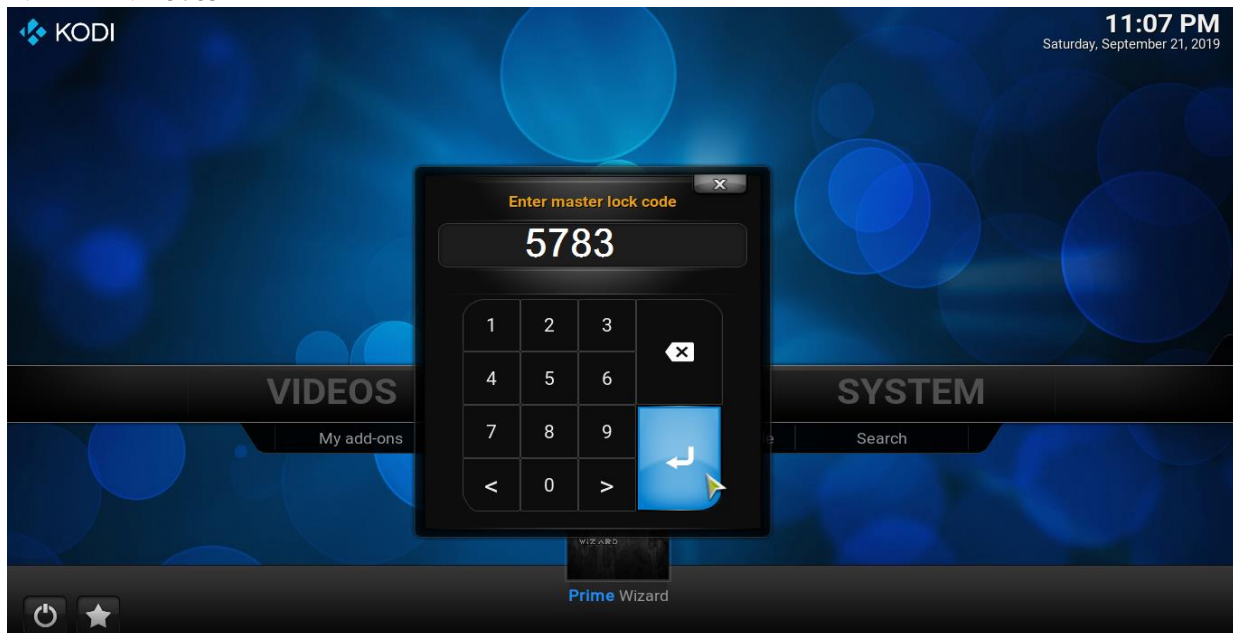 KODI
11:07 PM
Saturday, September 21, 2019
Enter master lock code
5783
1 2 3
4 5 6
7 8 9
< 0 >
VIDEOS
SYSTEM
My add-ons
Search
WIZARD
Prime Wizard